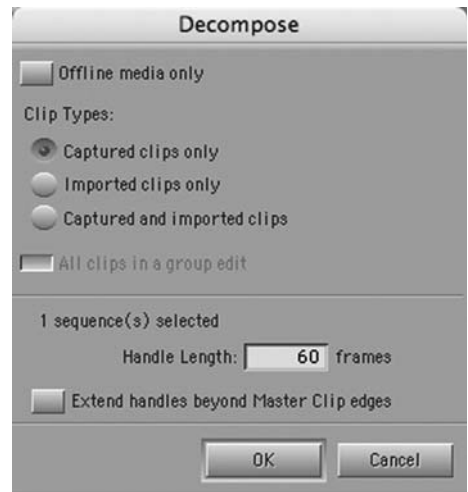 Decompose
Offline media only
Clip Types:
Captured clips only
Imported clips only
Captured and imported clips
All clips in a group edit
1 sequence(s) selected
Handle Length: 60 frames
Extend handles beyond Master Clip edges
OK Cancel